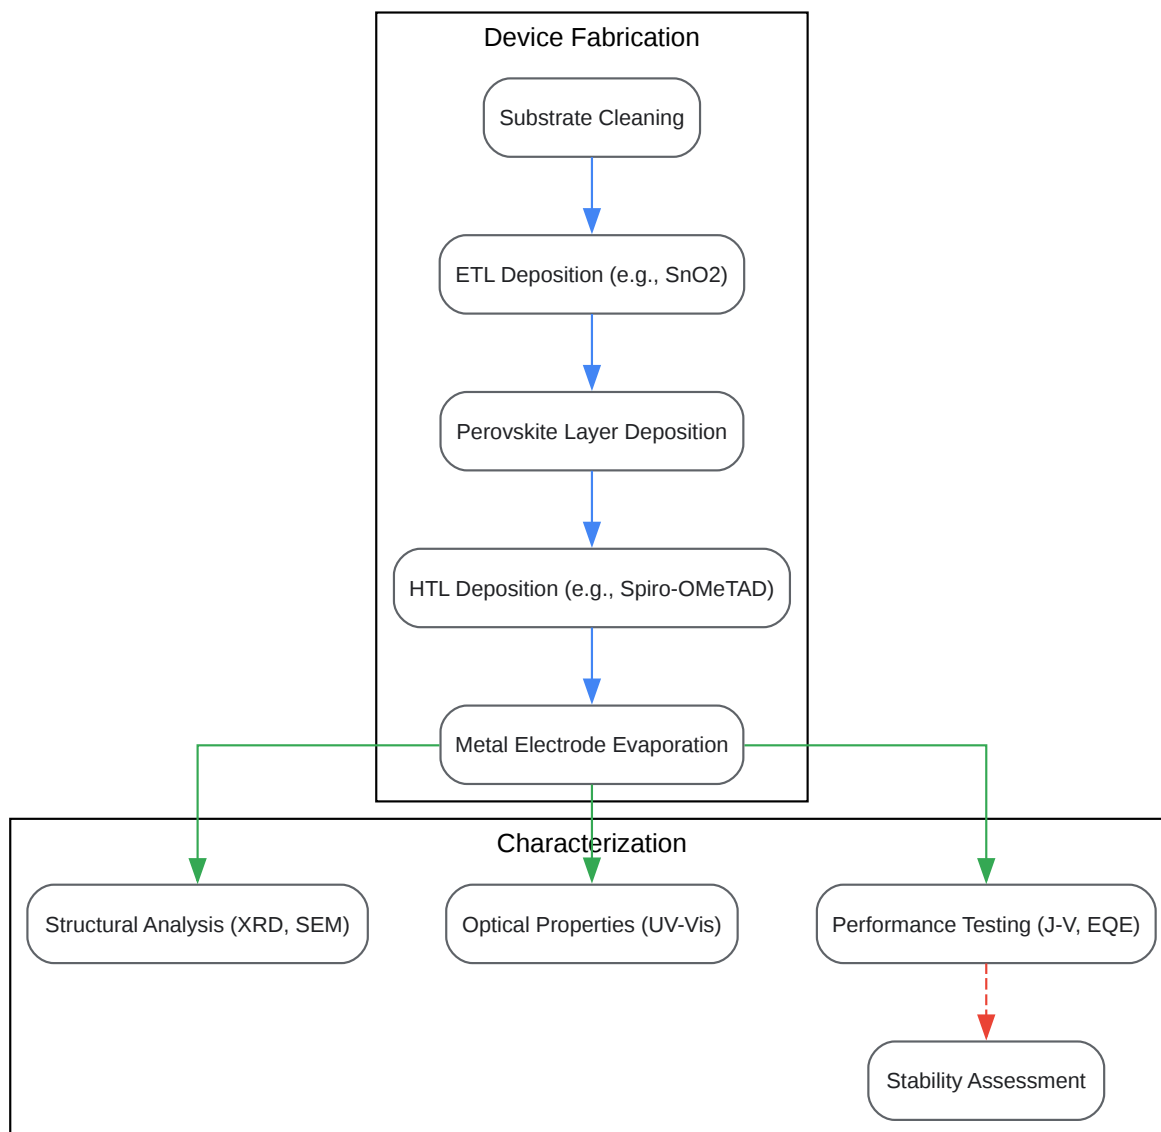 Device Fabrication
Substrate Cleaning
ETL Deposition (e.g., SnO2)
Perovskite Layer Deposition
HTL Deposition (e.g., Spiro-OMeTAD)
Metal Electrode Evaporation
Characterization
Structural Analysis (XRD, SEM)
Optical Properties (UV-Vis)
Performance Testing (J-V, EQE)
Stability Assessment